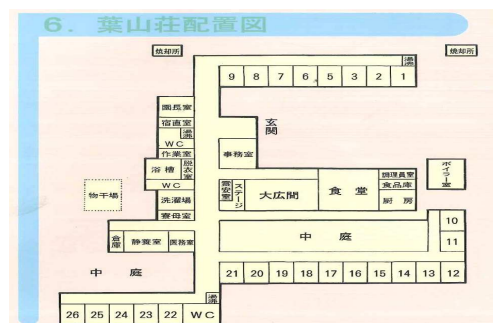 6. 葉山荘配置図
焼却所
焼却所
湯沸
9 8 7 6 5 3 2 1
園長室
宿直室
湯沸
WC
作業室
浴槽
脱衣室
WC
洗濯場
寮母室
物干場
玄関
事務室
霊安室
ステージ
大広間
食堂
調理員室
食品庫
厨房
ボイラー室
倉庫
静養室
医務室
中庭
中庭
10
11
21 20 19 18 17 16 15 14 13 12
湯沸
26 25 24 23 22 WC